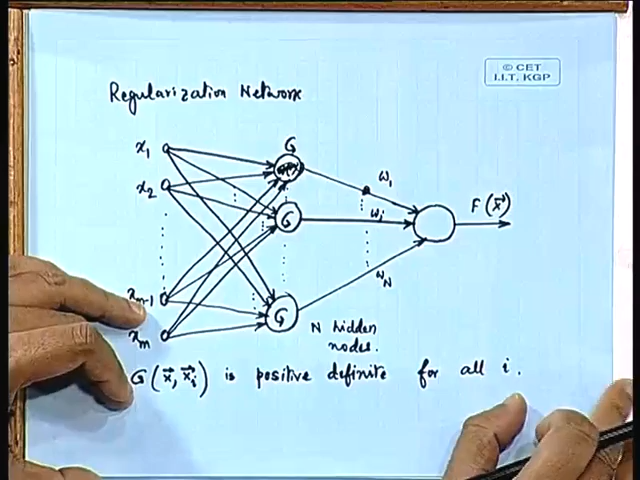 © CET
I.I.T. KGP
Regularization Network
x₁
G
x₂
w₁
G
wᵢ
F(x⃗)
xₘ₋₁
wN
G
xₘ
N hidden
nodes.
G(x⃗, x⃗ᵢ) is positive definite for all i.